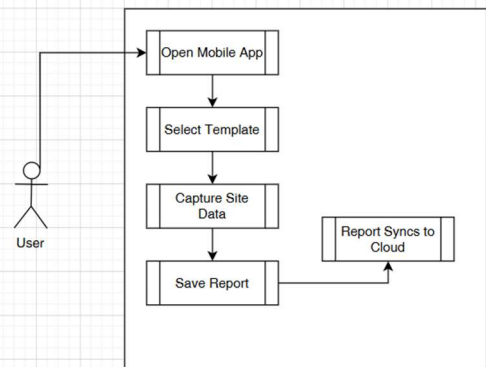 Open Mobile App
Select Template
Capture Site
Data
User
Report Syncs to
Cloud
Save Report